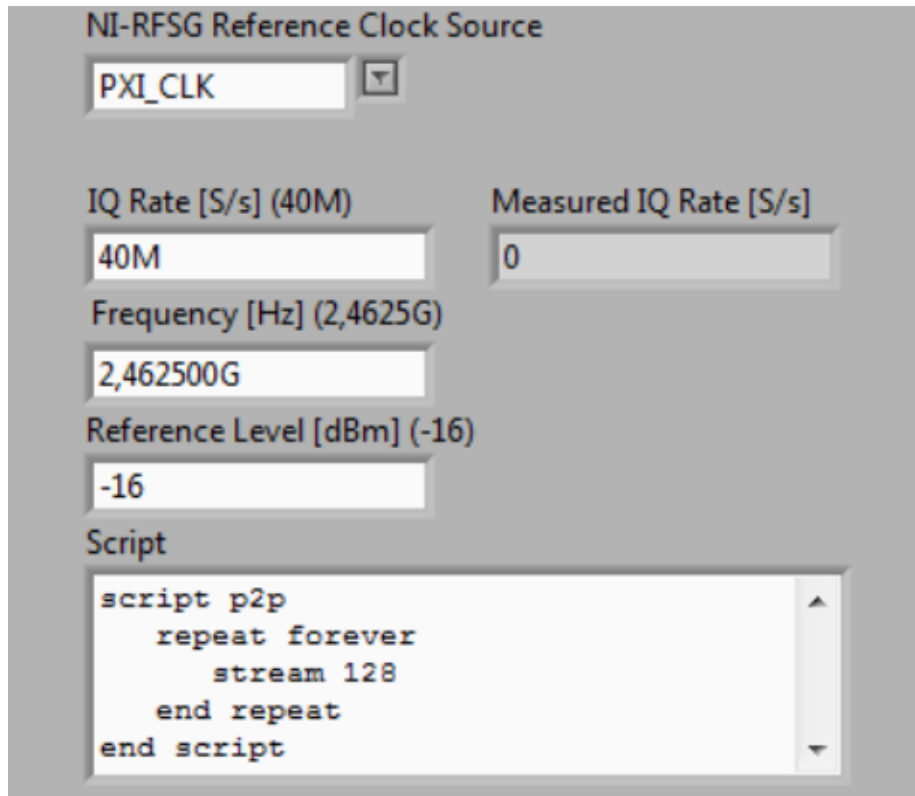 NI-RFSG Reference Clock Source
PXI_CLK
IQ Rate [S/s] (40M)
Measured IQ Rate [S/s]
40M
0
Frequency [Hz] (2,4625G)
2,462500G
Reference Level [dBm] (-16)
-16
Script
script p2p
repeat forever
stream 128
end repeat
end script